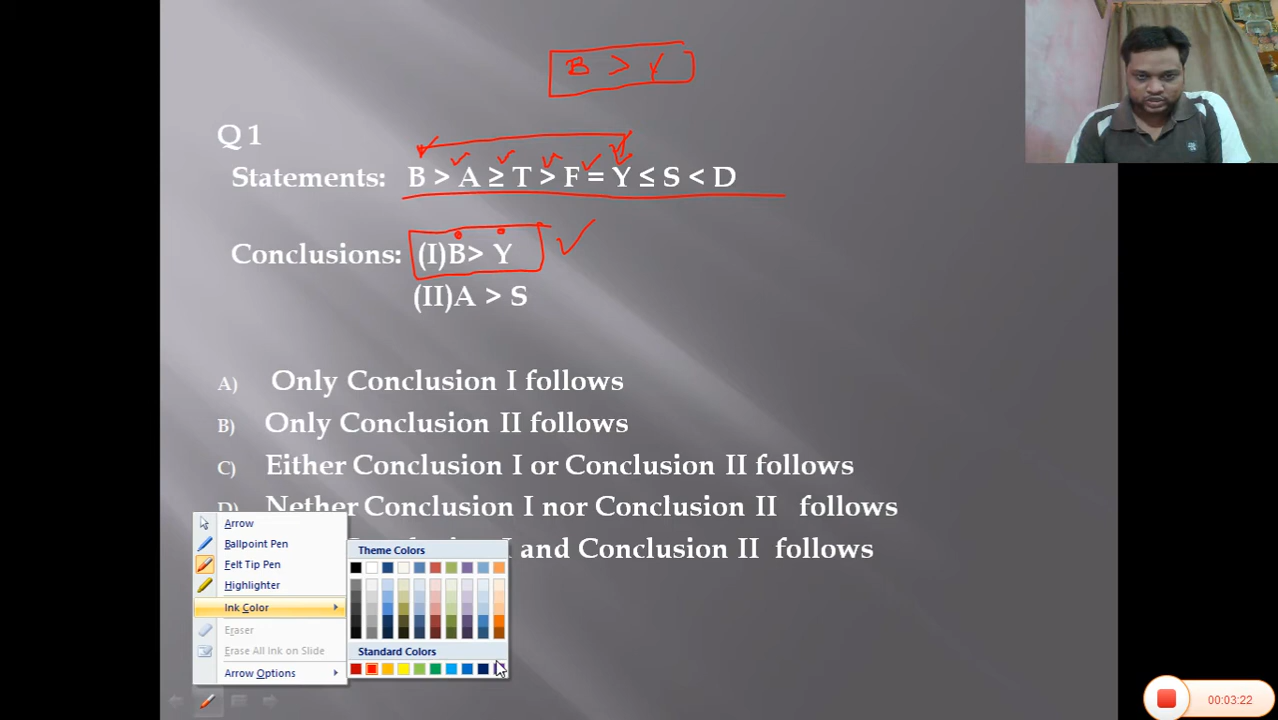 B > Y
Q 1
Statements: B > A ≥ T > F = Y ≤ S < D
Conclusions: (I)B> Y
(II)A > S
A) Only Conclusion I follows
B) Only Conclusion II follows
C) Either Conclusion I or Conclusion II follows
D) Nether Conclusion I nor Conclusion II follows
I and Conclusion II follows
Arrow
Ballpoint Pen
Felt Tip Pen
Highlighter
Ink Color
Eraser
Erase All Ink on Slide
Arrow Options
Theme Colors
Standard Colors
00:03:22